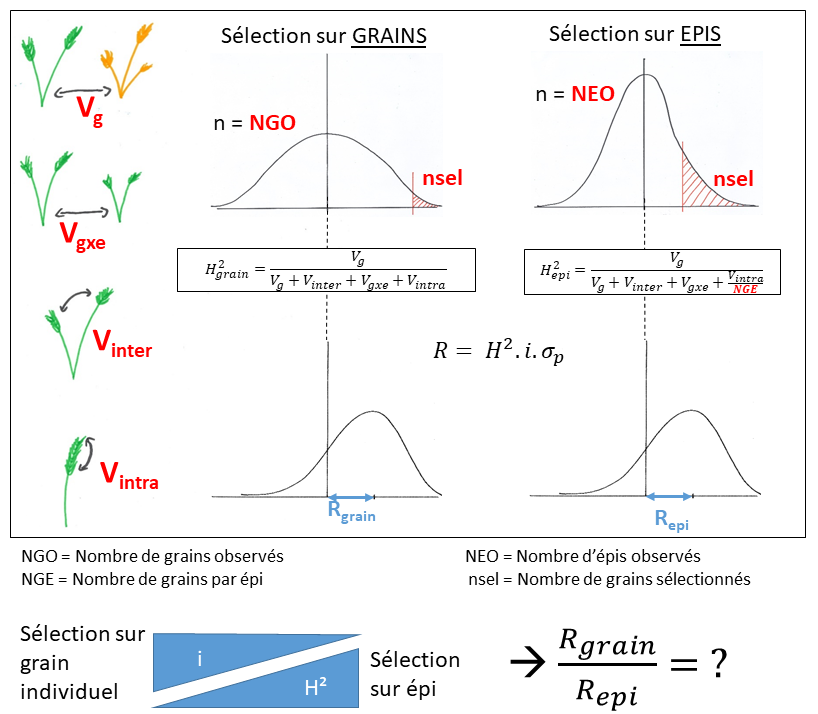 Sélection sur GRAINS
Sélection sur EPIS
n = NGO
n = NEO
nsel
nsel
Vg
Vgxe
Vinter
Vintra
H²grain = Vg / (Vg + Vinter + Vgxe + Vintra)
H²epi = Vg / (Vg + Vinter + Vgxe + Vintra/NGE)
R = H².i.σp
Rgrain
Repi
NGO = Nombre de grains observés
NEO = Nombre d’épis observés
NGE = Nombre de grains par épi
nsel = Nombre de grains sélectionnés
Sélection sur
grain
individuel
i
H²
Sélection
sur épi
→ Rgrain / Repi = ?